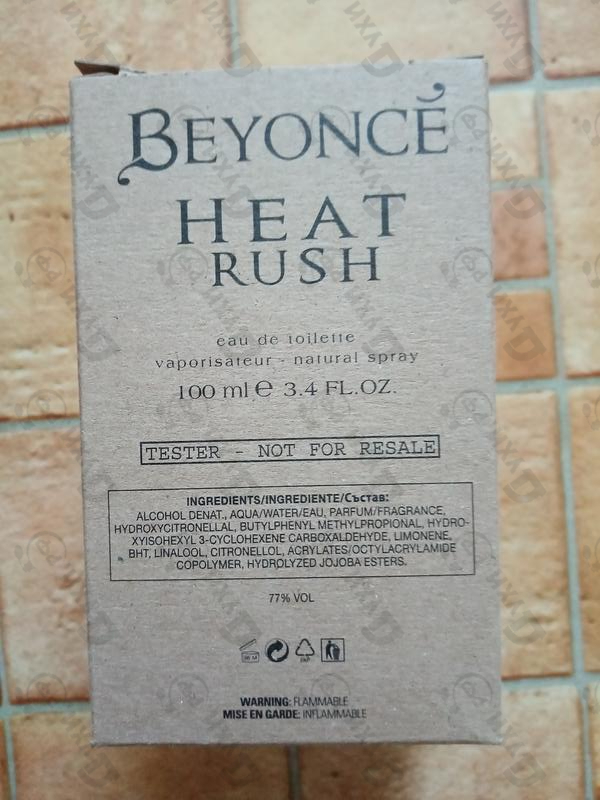 BEYONCÉ
HEAT
RUSH
eau de toilette
vaporisateur - natural spray
100 ml e 3.4 FL.OZ.
TESTER - NOT FOR RESALE
INGREDIENTS/INGREDIENTE/Състав:
ALCOHOL DENAT., AQUA/WATER/EAU, PARFUM/FRAGRANCE,
HYDROXYCITRONELLAL, BUTYLPHENYL METHYLPROPIONAL, HYDRO-
XYISOHEXYL 3-CYCLOHEXENE CARBOXALDEHYDE, LIMONENE,
BHT, LINALOOL, CITRONELLOL, ACRYLATES/OCTYLACRYLAMIDE
COPOLYMER, HYDROLYZED JOJOBA ESTERS.
77% VOL
PAP
WARNING: FLAMMABLE
MISE EN GARDE: INFLAMMABLE